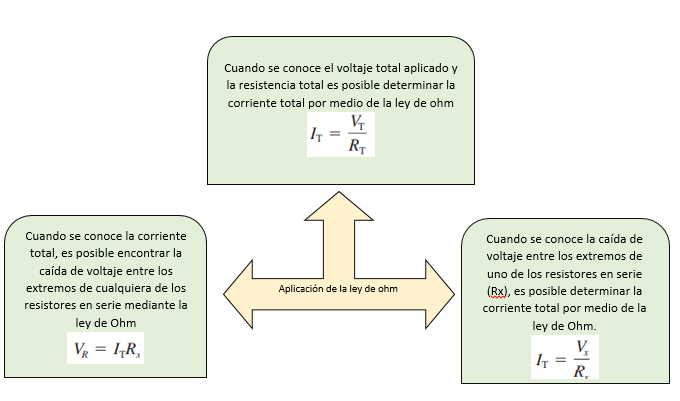 Cuando se conoce el voltaje total aplicado y
la resistencia total es posible determinar la
corriente total por medio de la ley de ohm
I_T = V_T / R_T
Cuando se conoce la corriente
total, es posible encontrar la
caída de voltaje entre los
extremos de cualquiera de los
resistores en serie mediante la
ley de Ohm
V_R = I_T R_x
Aplicación de la ley de ohm
Cuando se conoce la caída de
voltaje entre los extremos de
uno de los resistores en serie
(Rx), es posible determinar la
corriente total por medio de la
ley de Ohm.
I_T = V_x / R_x